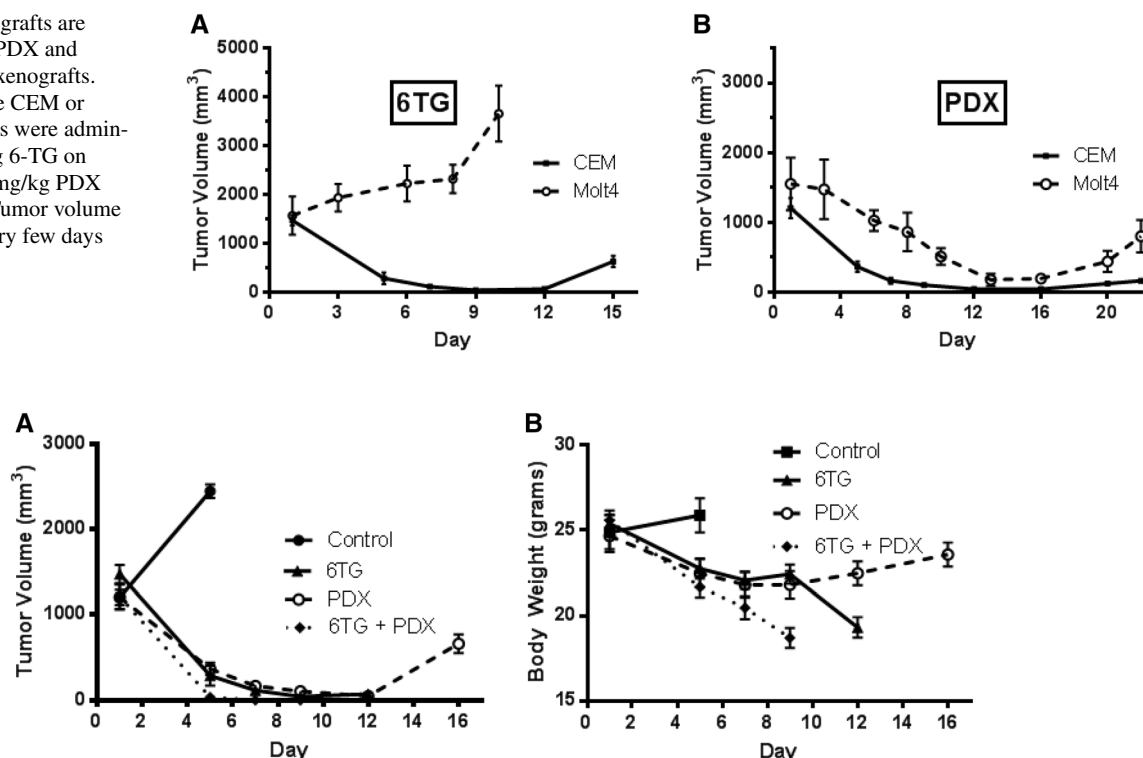 ografts are
PDX and
xenografts.
e CEM or
s were admin-
g 6-TG on
mg/kg PDX
Tumor volume
ry few days
A
Tumor Volume (mm3)
5000
4000
3000
2000
1000
0
6TG
CEM
Molt4
0 3 6 9 12 15
Day
B
Tumor Volume (mm3)
3000
2000
1000
0
PDX
CEM
Molt4
0 4 8 12 16 20
Day
A
Tumor Volume (mm3)
3000
2000
1000
0
Control
6TG
PDX
6TG + PDX
0 2 4 6 8 10 12 14 16
Day
B
Body Weight (grams)
30
25
20
15
Control
6TG
PDX
6TG + PDX
0 2 4 6 8 10 12 14 16
Day